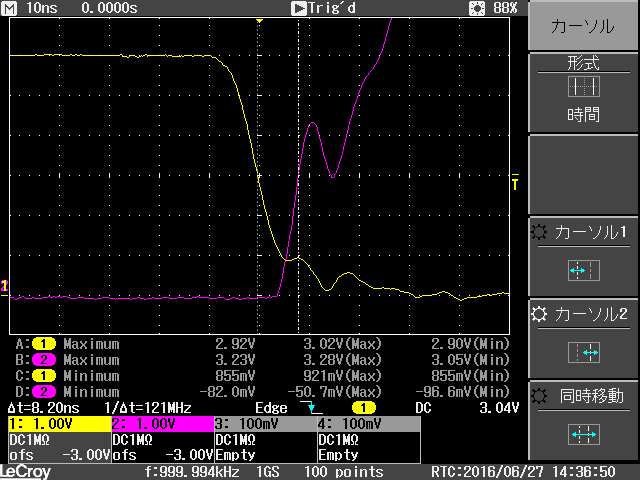 M 10ns 0.0000s Trig'd 88%
カーソル
形式
時間
T
カーソル1
1
カーソル2
A: 1 Maximum 2.92V 3.02V(Max) 2.90V(Min)
B: 2 Maximum 3.23V 3.28V(Max) 3.05V(Min)
C: 1 Minimum 855mV 921mV(Max) 855mV(Min)
D: 2 Minimum -82.0mV -50.7mV(Max) -96.6mV(Min)
同時移動
Δt=8.20ns 1/Δt=121MHz Edge 1 DC 3.04V
1: 1.00V 2: 1.00V 3: 100mV 4: 100mV
DC1MΩ DC1MΩ DC1MΩ DC1MΩ
ofs -3.00V ofs -3.00V Empty Empty
LeCroy f:999.994kHz 1GS 100 points RTC:2016/06/27 14:36:50